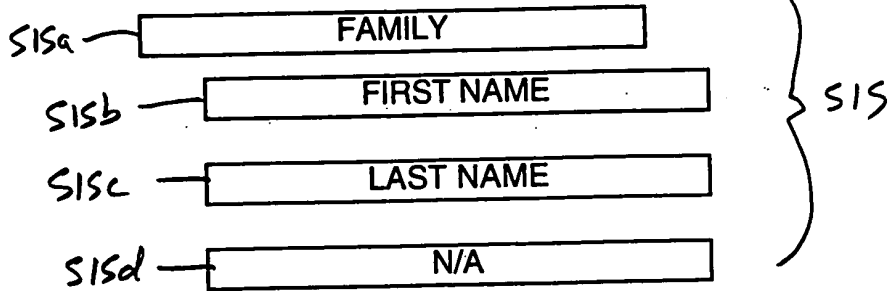 515a FAMILY
515b FIRST NAME 515
515c LAST NAME
515d N/A